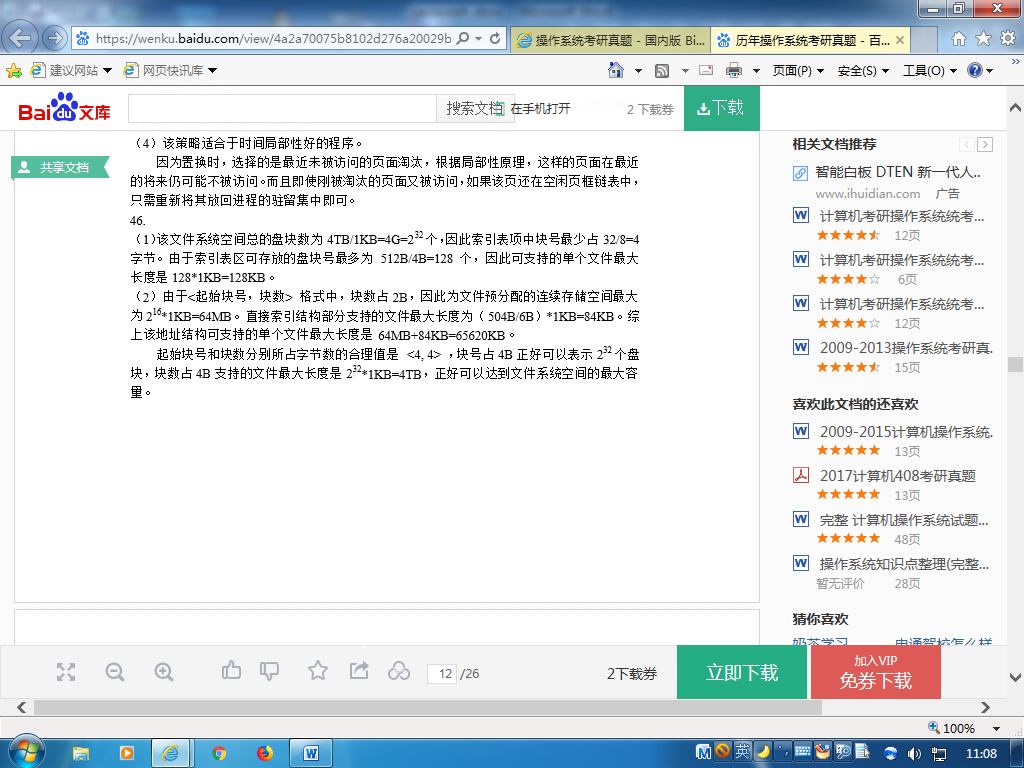 https://wenku.baidu.com/view/4a2a70075b8102d276a20029b
操作系统考研真题 - 国内版 Bi...
历年操作系统考研真题 - 百...
建议网站
网页快讯库
页面(P)
安全(S)
工具(O)
Bai du 文库
搜索文档
在手机打开
2 下载券
下载
共享文档
（4）该策略适合于时间局部性好的程序。
因为置换时，选择的是最近未被访问的页面淘汰，根据局部性原理，这样的页面在最近
的将来仍可能不被访问。而且即使刚被淘汰的页面又被访问，如果该页还在空闲页框链表中，
只需重新将其放回进程的驻留集中即可。
46.
（1）该文件系统空间总的盘块数为 4TB/1KB=4G=2^32 个，因此索引表项中块号最少占 32/8=4
字节。由于索引表区可存放的盘块号最多为 512B/4B=128 个，因此可支持的单个文件最大
长度是 128*1KB=128KB。
（2）由于<起始块号，块数> 格式中，块数占 2B，因此为文件预分配的连续存储空间最大
为 2^16*1KB=64MB。直接索引结构部分支持的文件最大长度为（504B/6B）*1KB=84KB。综
上该地址结构可支持的单个文件最大长度是 64MB+84KB=65620KB。
起始块号和块数分别所占字节数的合理值是 <4, 4> ，块号占 4B 正好可以表示 2^32 个盘
块，块数占 4B 支持的文件最大长度是 2^32*1KB=4TB，正好可以达到文件系统空间的最大容
量。
相关文档推荐
智能白板 DTEN 新一代人..
www.ihuidian.com 广告
计算机考研操作系统统考...
12页
计算机考研操作系统统考...
6页
计算机考研操作系统统考...
12页
2009-2013操作系统考研真.
15页
喜欢此文档的还喜欢
2009-2015计算机操作系统.
13页
2017计算机408考研真题
13页
完整 计算机操作系统试题...
48页
操作系统知识点整理(完整...
暂无评价 28页
猜你喜欢
奶茶学习
申通驾校怎么样
12 /26
2下载券
立即下载
加入VIP
免券下载
100%
英
11:08